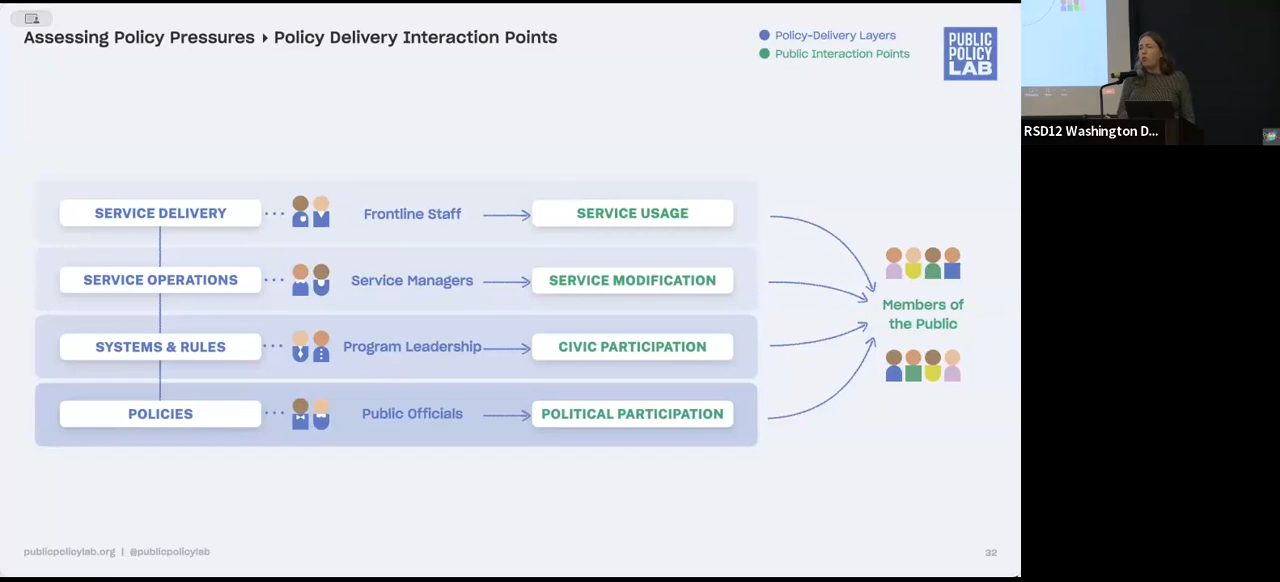 Assessing Policy Pressures ▸ Policy Delivery Interaction Points
Policy-Delivery Layers
Public Interaction Points
PUBLIC
POLICY
LAB
SERVICE DELIVERY
Frontline Staff
SERVICE USAGE
SERVICE OPERATIONS
Service Managers
SERVICE MODIFICATION
SYSTEMS & RULES
Program Leadership
CIVIC PARTICIPATION
POLICIES
Public Officials
POLITICAL PARTICIPATION
Members of
the Public
publicpolicylab.org | @publicpolicylab
32
RSD12 Washington D...